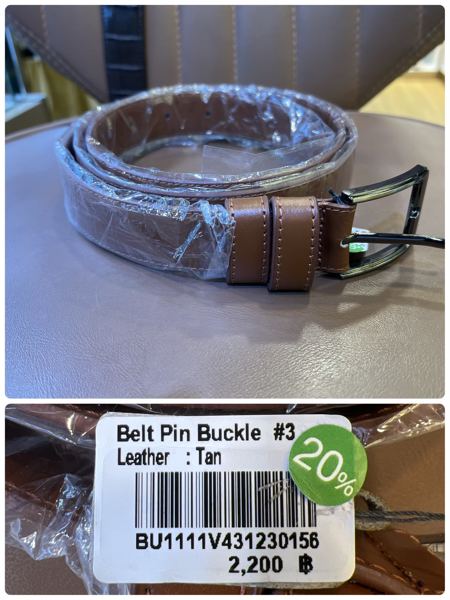 Belt Pin Buckle #3
Leather : Tan
20%
BU1111V431230156
2,200 ฿